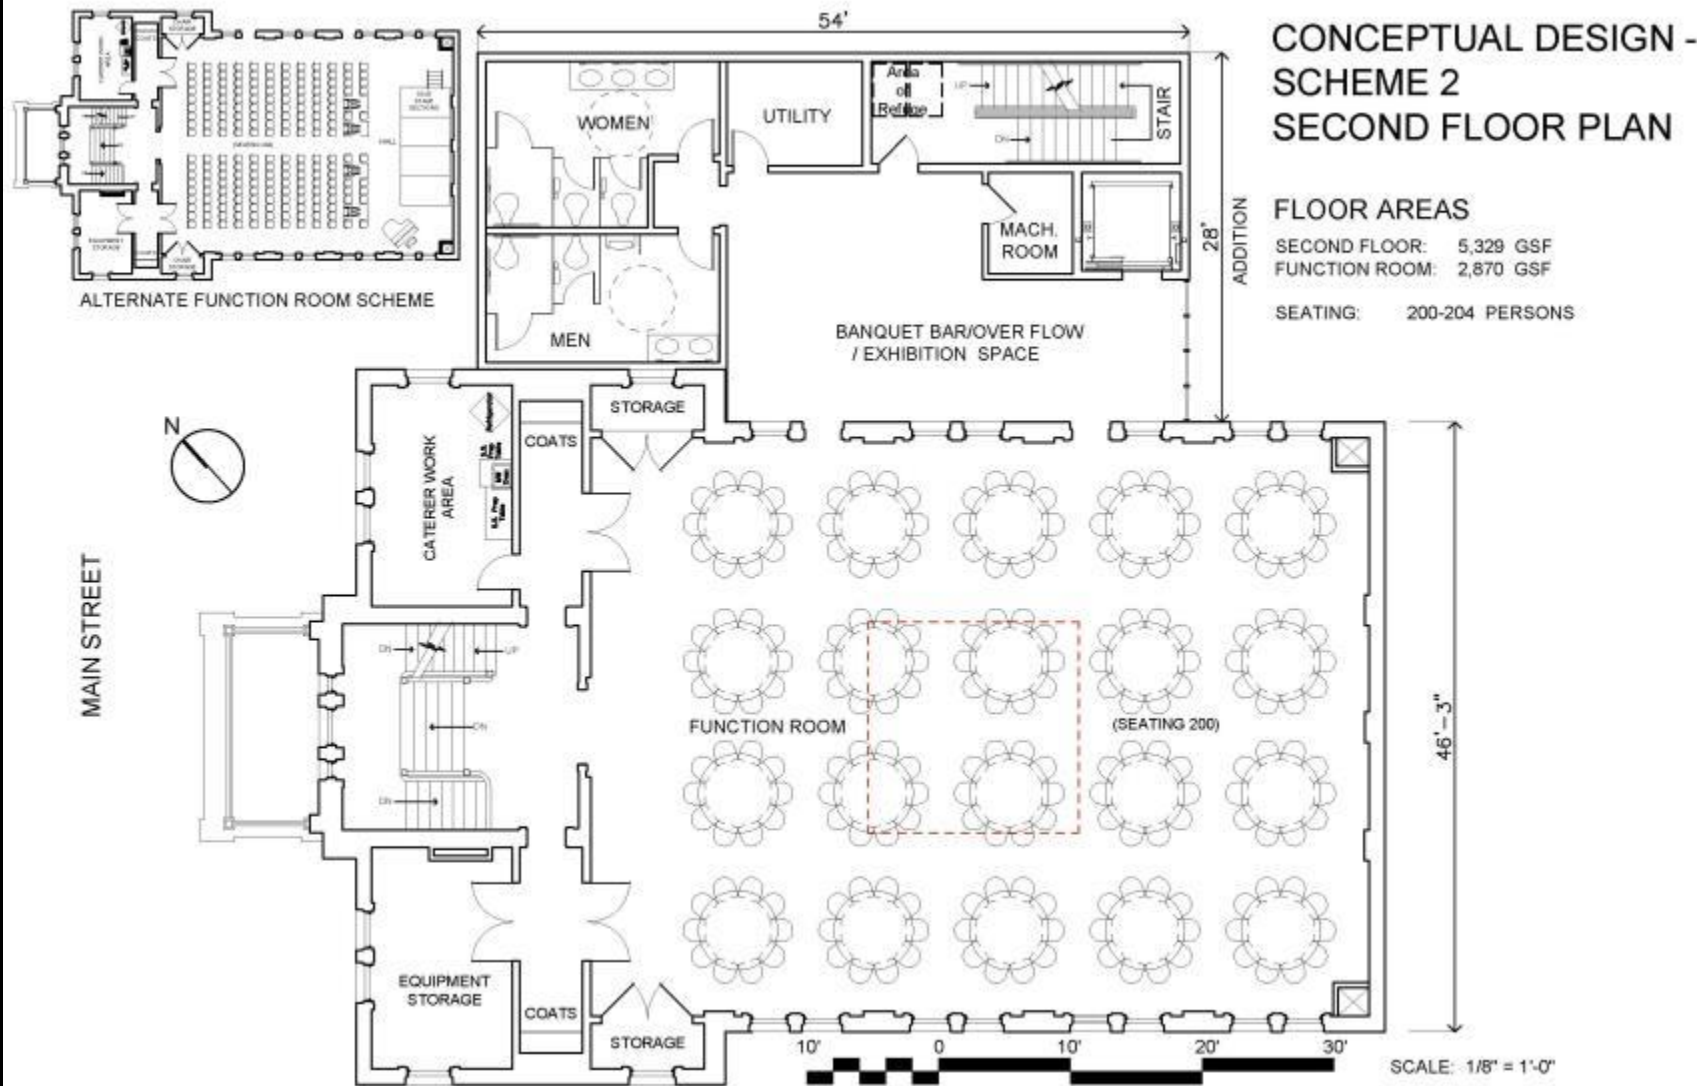 CONCEPTUAL DESIGN -
SCHEME 2
SECOND FLOOR PLAN
FLOOR AREAS
SECOND FLOOR: 5,329 GSF
FUNCTION ROOM: 2,870 GSF
SEATING: 200-204 PERSONS
54'
28"
ADDITION
46'-3"
HALL
ALTERNATE FUNCTION ROOM SCHEME
WOMEN
UTILITY
Area
of
Refuge
UP
DN
STAIR
MACH.
ROOM
MEN
BANQUET BAR/OVER FLOW
/ EXHIBITION SPACE
N
MAIN STREET
STORAGE
COATS
CATERER WORK
AREA
Refrigerator
DN
UP
DN
DN
FUNCTION ROOM
(SEATING 200)
EQUIPMENT
STORAGE
COATS
STORAGE
10' 0 10' 20' 30'
SCALE: 1/8" = 1'-0"